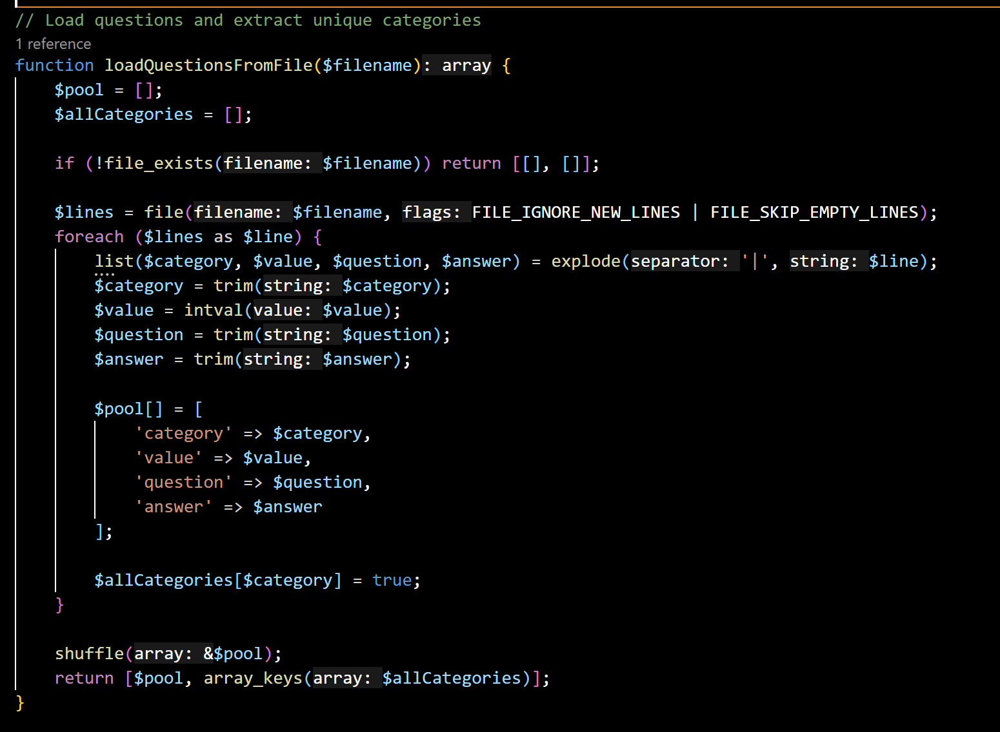 // Load questions and extract unique categories
1 reference
function loadQuestionsFromFile($filename): array {
    $pool = [];
    $allCategories = [];

    if (!file_exists(filename: $filename)) return [[], []];

    $lines = file(filename: $filename, flags: FILE_IGNORE_NEW_LINES | FILE_SKIP_EMPTY_LINES);
    foreach ($lines as $line) {
        list($category, $value, $question, $answer) = explode(separator: '|', string: $line);
        $category = trim(string: $category);
        $value = intval(value: $value);
        $question = trim(string: $question);
        $answer = trim(string: $answer);

        $pool[] = [
            'category' => $category,
            'value' => $value,
            'question' => $question,
            'answer' => $answer
        ];

        $allCategories[$category] = true;
    }

    shuffle(array: &$pool);
    return [$pool, array_keys(array: $allCategories)];
}